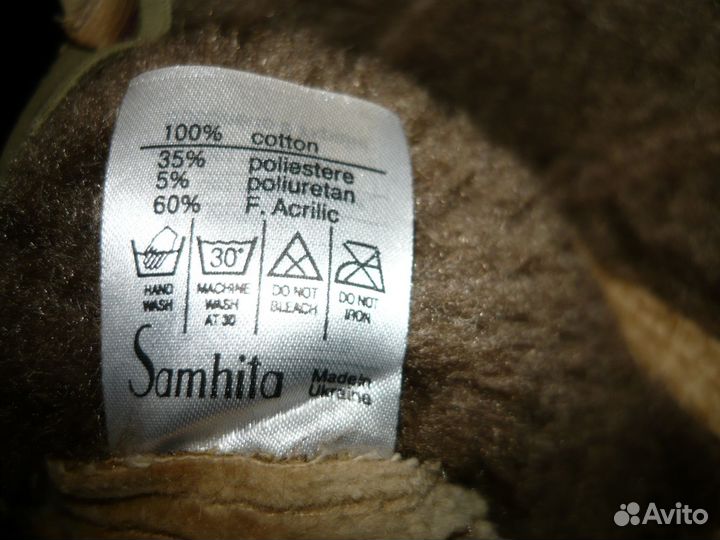 100% cotton
35% poliestere
5% poliuretan
60% F. Acrilic
30°
HAND WASH
MACHINE WASH AT 30
DO NOT BLEACH
DO NOT IRON
Samhita
Made in
Ukraine
Avito